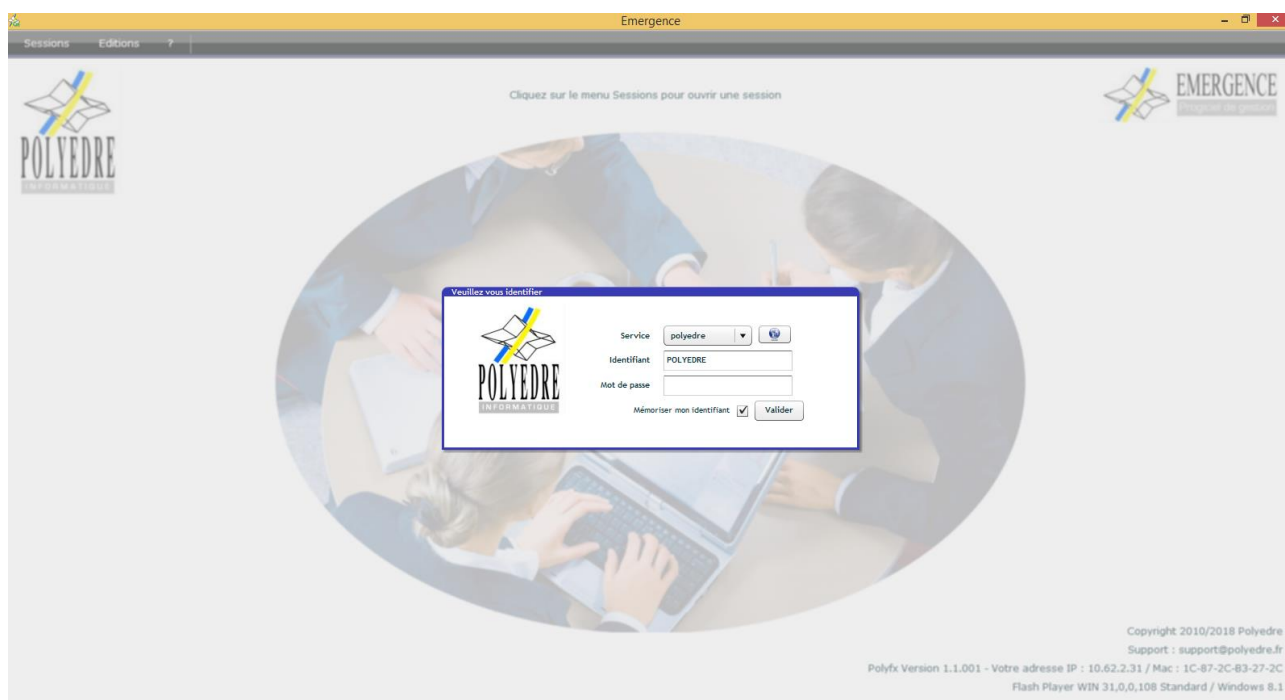 Emergence
Sessions Editions ?
Cliquez sur le menu Sessions pour ouvrir une session
POLYEDRE
INFORMATIQUE
EMERGENCE
Progiciel de gestion
Veuillez vous identifier
POLYEDRE
INFORMATIQUE
Service polyedre
Identifiant POLYEDRE
Mot de passe
Mémoriser mon identifiant Valider
Copyright 2010/2018 Polyedre
Support : support@polyedre.fr
Polyfx Version 1.1.001 - Votre adresse IP : 10.62.2.31 / Mac : 1C-87-2C-B3-27-2C
Flash Player WIN 31,0,0,108 Standard / Windows 8.1